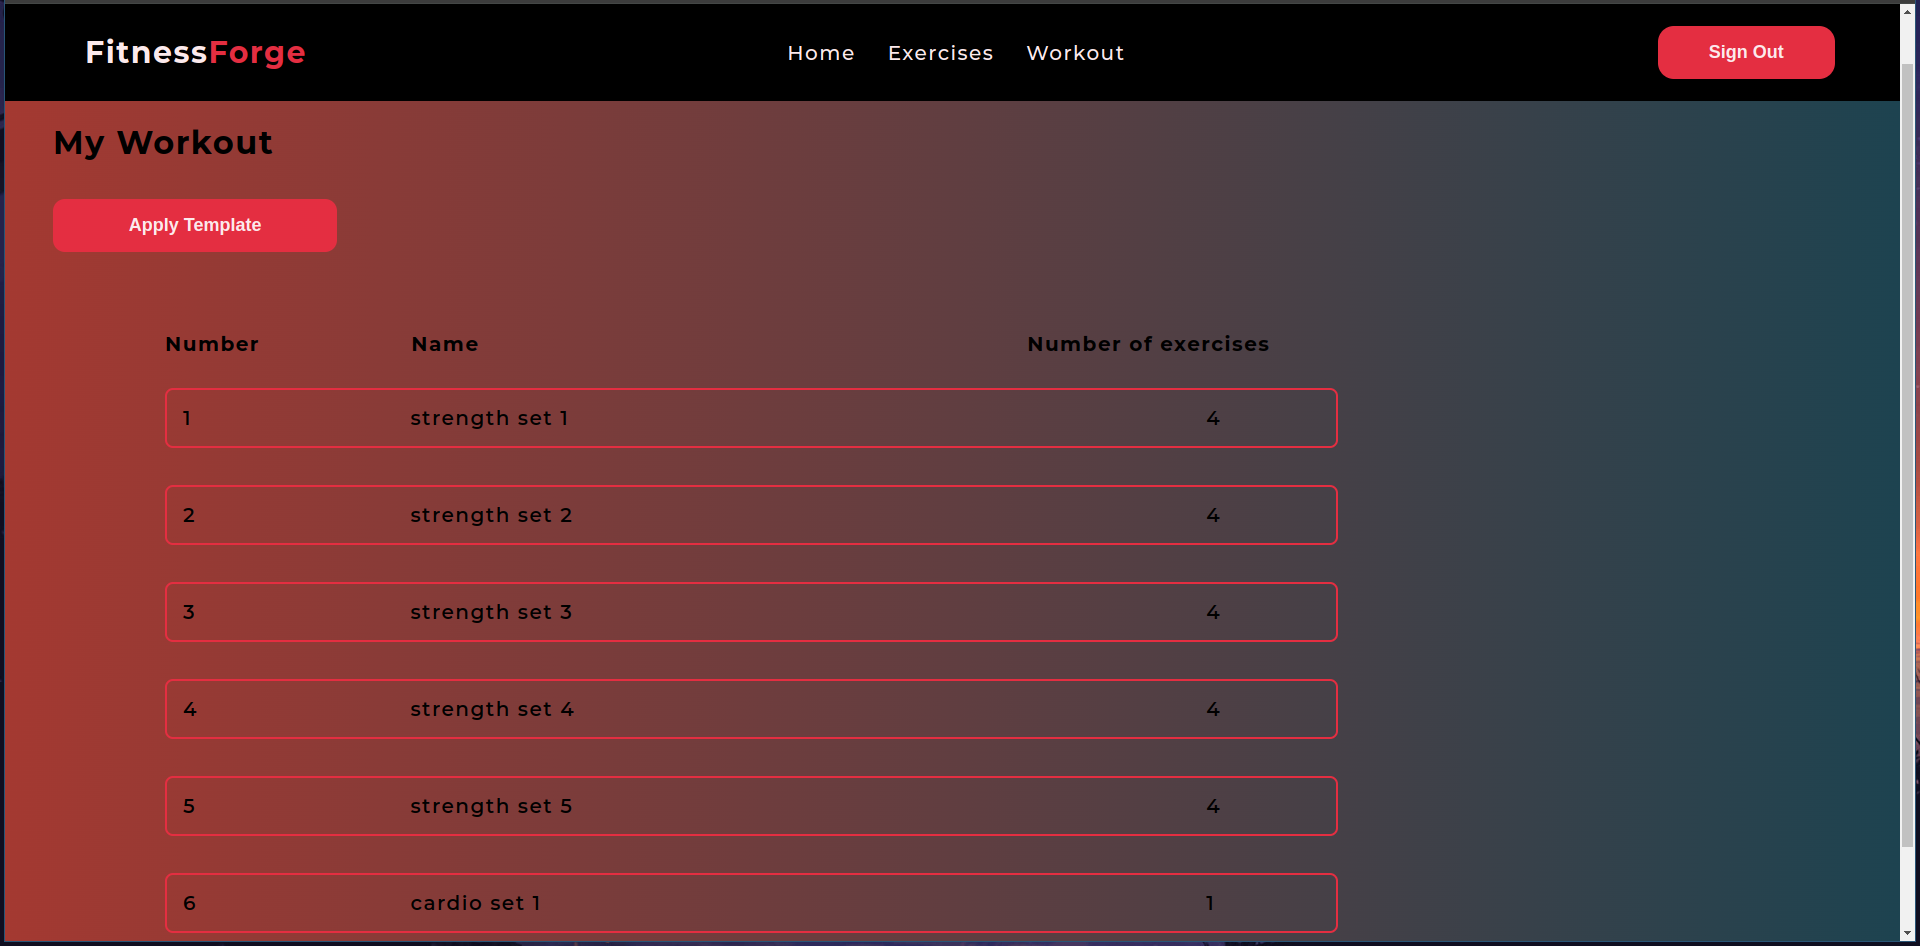 FitnessForge Home Exercises Workout Sign Out
My Workout
Apply Template
Number Name Number of exercises
1 strength set 1 4
2 strength set 2 4
3 strength set 3 4
4 strength set 4 4
5 strength set 5 4
6 cardio set 1 1